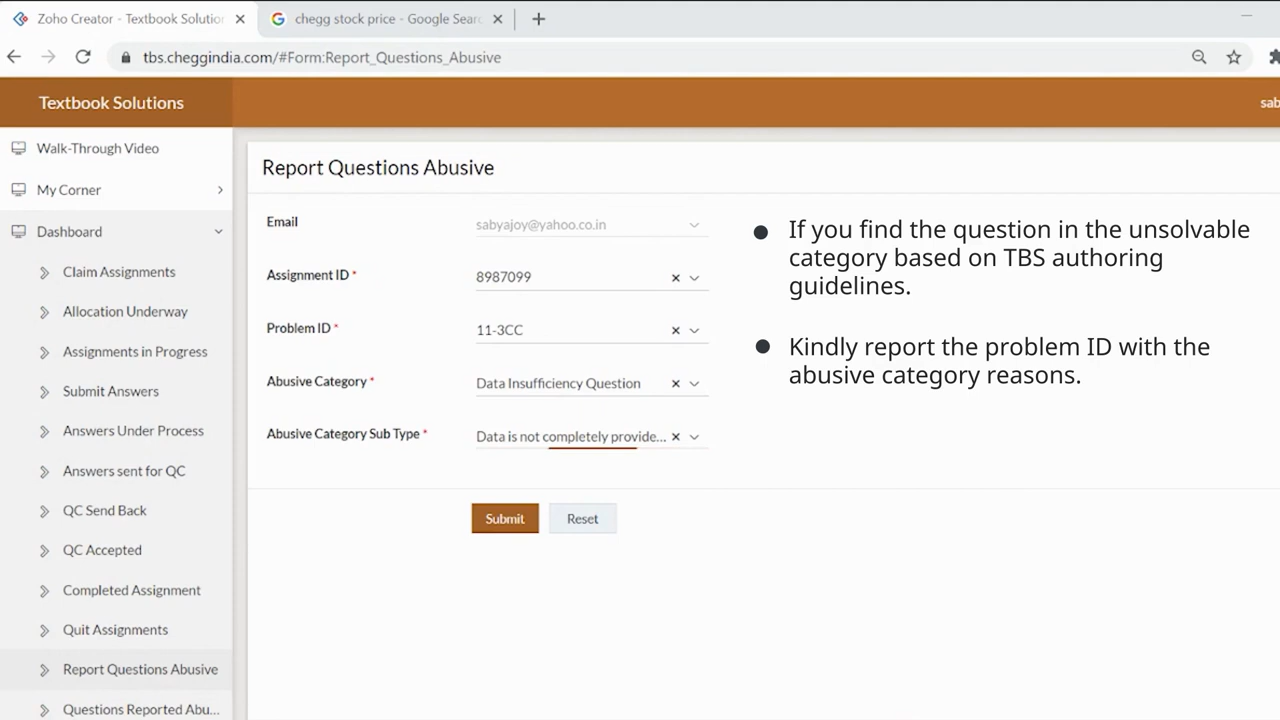 Zoho Creator - Textbook Solutio
chegg stock price - Google Searc
tbs.cheggindia.com/#Form:Report_Questions_Abusive
Textbook Solutions
sab
Walk-Through Video
My Corner
Dashboard
Claim Assignments
Allocation Underway
Assignments in Progress
Submit Answers
Answers Under Process
Answers sent for QC
QC Send Back
QC Accepted
Completed Assignment
Quit Assignments
Report Questions Abusive
Questions Reported Abu...
Report Questions Abusive
Email
sabyajoy@yahoo.co.in
Assignment ID *
8987099
Problem ID *
11-3CC
Abusive Category *
Data Insufficiency Question
Abusive Category Sub Type *
Data is not completely provide...
Submit
Reset
● If you find the question in the unsolvable
category based on TBS authoring
guidelines.
● Kindly report the problem ID with the
abusive category reasons.